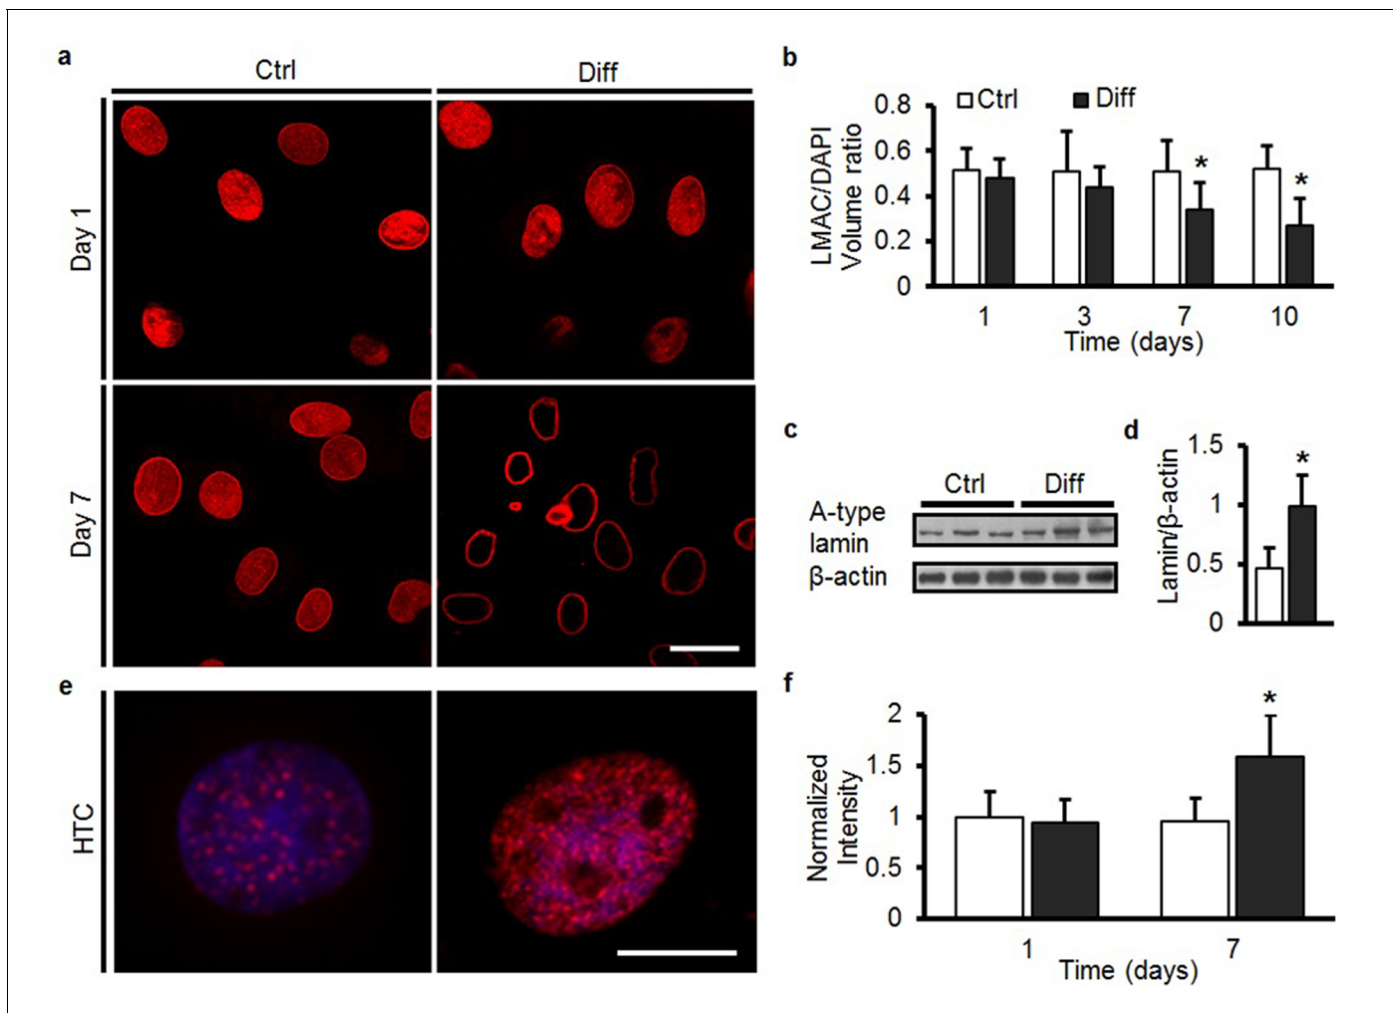 a
Ctrl
Diff
Day 1
Day 7
b
Ctrl
Diff
LMAC/DAPI
Volume ratio
0.8
0.6
0.4
0.2
0
*
*
1
3
7
10
Time (days)
c
Ctrl
Diff
A-type
lamin
β-actin
d
Lamin/β-actin
1.5
1
0.5
0
*
e
HTC
f
Normalized
Intensity
2
1.5
1
0.5
0
*
1
7
Time (days)